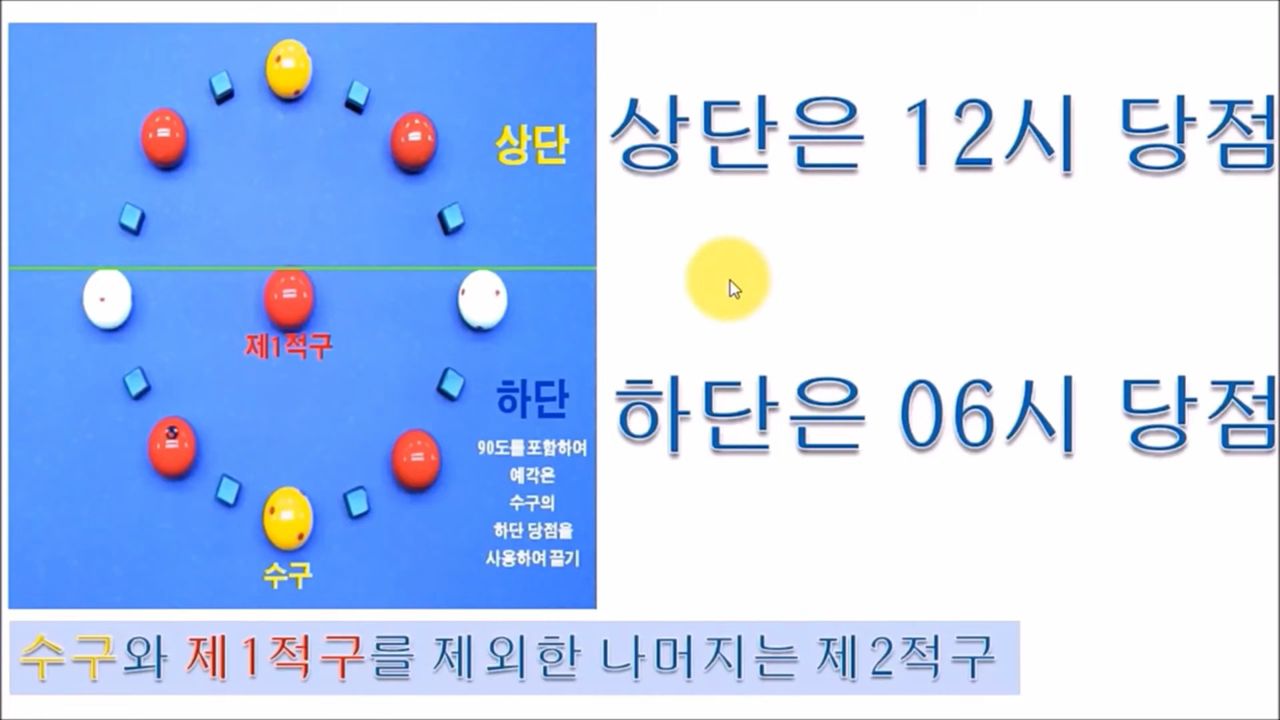 상단
상단은 12시 당점
제1적구
하단
하단은 06시 당점
90도를 포함하여
예각은
수구의
하단 당점을
사용하여 끌기
수구
수구와 제1적구를 제외한 나머지는 제2적구